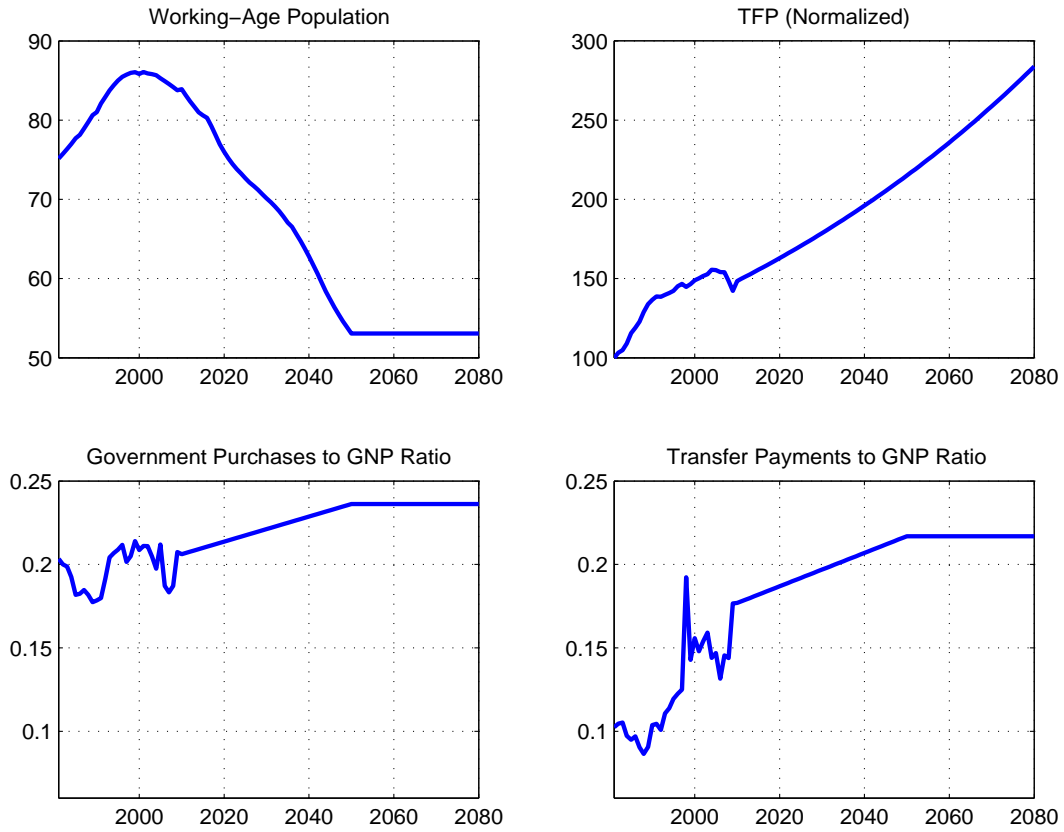 Working−Age Population
90
80
70
60
50
2000 2020 2040 2060 2080
TFP (Normalized)
300
250
200
150
100
2000 2020 2040 2060 2080
Government Purchases to GNP Ratio
0.25
0.2
0.15
0.1
2000 2020 2040 2060 2080
Transfer Payments to GNP Ratio
0.25
0.2
0.15
0.1
2000 2020 2040 2060 2080